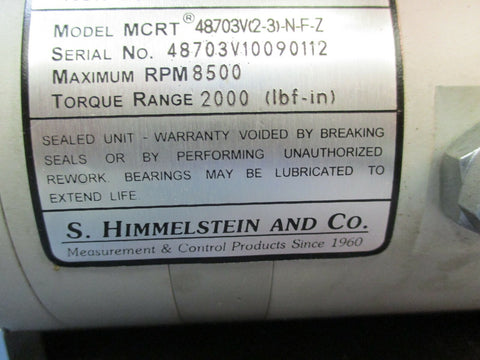 MODEL MCRT® 48703V(2-3)-N-F-Z
SERIAL NO. 48703V10090112
MAXIMUM RPM 8500
TORQUE RANGE 2000 (lbf-in)
SEALED UNIT - WARRANTY VOIDED BY BREAKING
SEALS OR BY PERFORMING UNAUTHORIZED
REWORK. BEARINGS MAY BE LUBRICATED TO
EXTEND LIFE
S. HIMMELSTEIN AND CO.
Measurement & Control Products Since 1960